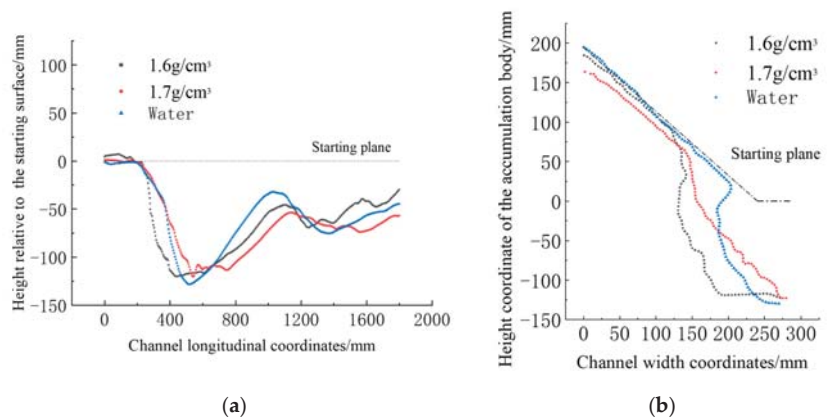 Height relative to the starting surface/mm
100
50
0
−50
−100
−150
1.6g/cm³
1.7g/cm³
Water
Starting plane
0
400
800
1200
1600
2000
Channel longitudinal coordinates/mm
(a)
Height coordinate of the accumulation body/mm
200
150
100
50
0
−50
−100
−150
1.6g/cm³
1.7g/cm³
Water
Starting plane
0
50
100
150
200
250
300
Channel width coordinates/mm
(b)